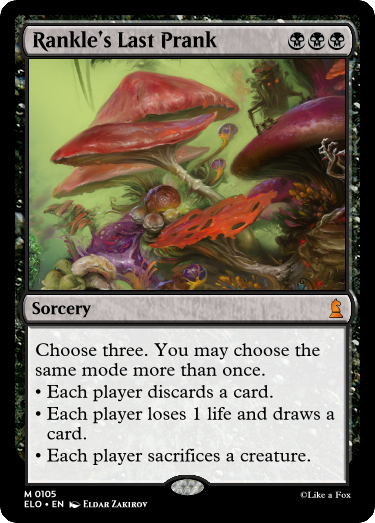 Rankle's Last Prank
Sorcery
Choose three. You may choose the
same mode more than once.
• Each player discards a card.
• Each player loses 1 life and draws a
card.
• Each player sacrifices a creature.
M 0105
ELO • EN Eldar Zakirov
©Like a Fox